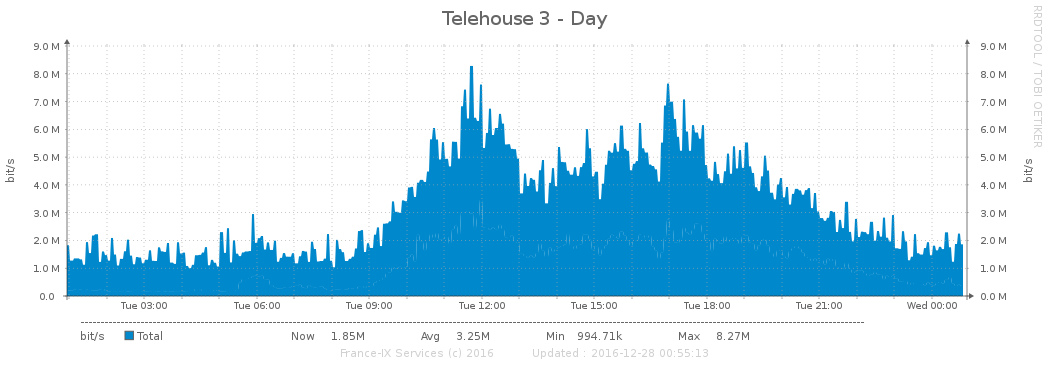 Telehouse 3 - Day
RRDTOOL / TOBI OETIKER
bit/s
bit/s
9.0 M 9.0 M
8.0 M 8.0 M
7.0 M 7.0 M
6.0 M 6.0 M
5.0 M 5.0 M
4.0 M 4.0 M
3.0 M 3.0 M
2.0 M 2.0 M
1.0 M 1.0 M
0.0 0.0 M
Tue 03:00 Tue 06:00 Tue 09:00 Tue 12:00 Tue 15:00 Tue 18:00 Tue 21:00 Wed 00:00
bit/s Total Now 1.85M Avg 3.25M Min 994.71k Max 8.27M
France-IX Services (c) 2016 Updated : 2016-12-28 00:55:13